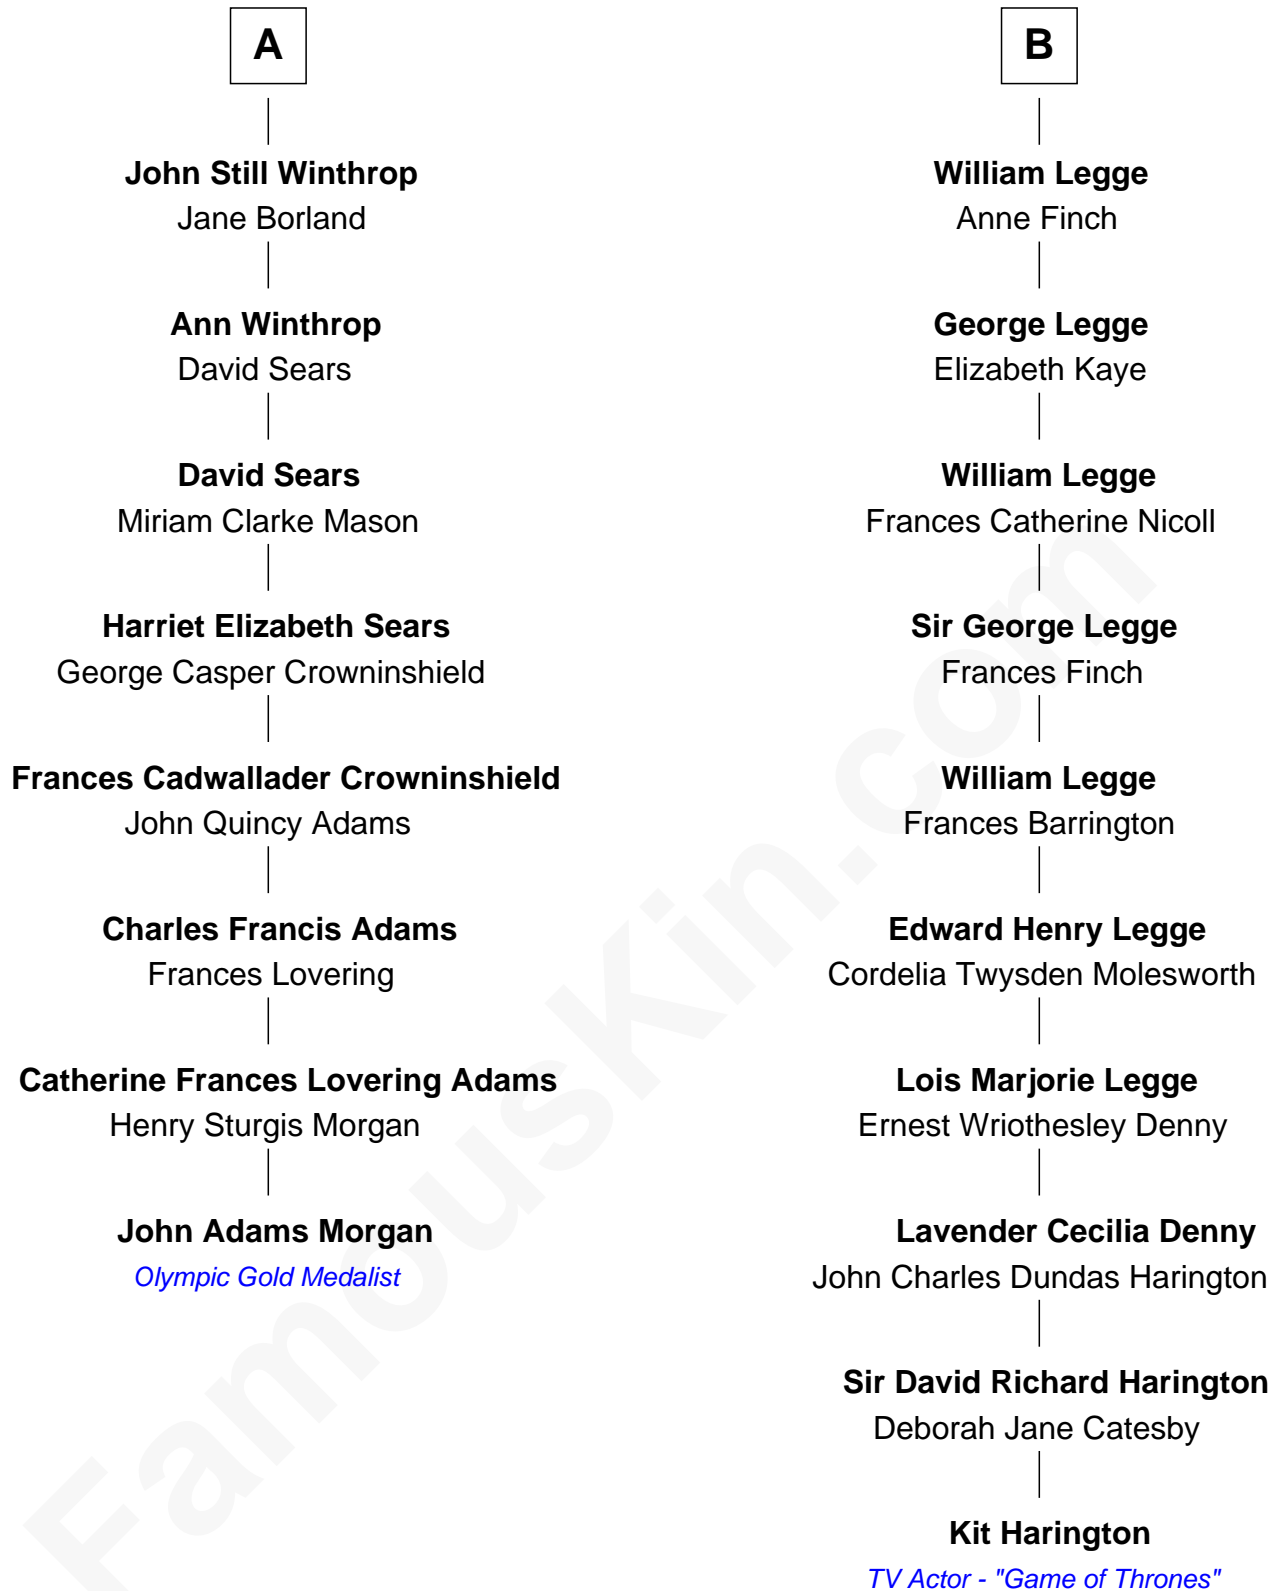 A
John Still Winthrop
Jane Borland
Ann Winthrop
David Sears
David Sears
Miriam Clarke Mason
Harriet Elizabeth Sears
George Casper Crowninshield
Frances Cadwallader Crowninshield
John Quincy Adams
Charles Francis Adams
Frances Lovering
Catherine Frances Lovering Adams
Henry Sturgis Morgan
John Adams Morgan
Olympic Gold Medalist
B
William Legge
Anne Finch
George Legge
Elizabeth Kaye
William Legge
Frances Catherine Nicoll
Sir George Legge
Frances Finch
William Legge
Frances Barrington
Edward Henry Legge
Cordelia Twysden Molesworth
Lois Marjorie Legge
Ernest Wriothesley Denny
Lavender Cecilia Denny
John Charles Dundas Harington
Sir David Richard Harington
Deborah Jane Catesby
Kit Harington
TV Actor - "Game of Thrones"
FamousKin.com